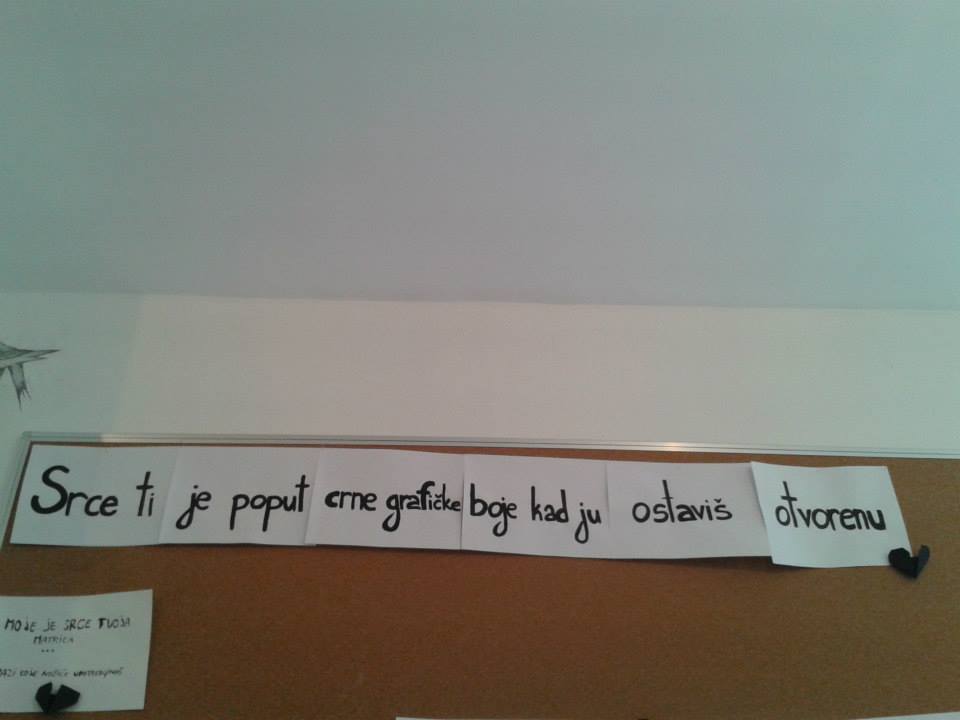 Srce ti je poput crne grafičke boje kad ju ostaviš otvorenu
MOJE JE SRCE TVOJA
MATRICA
...